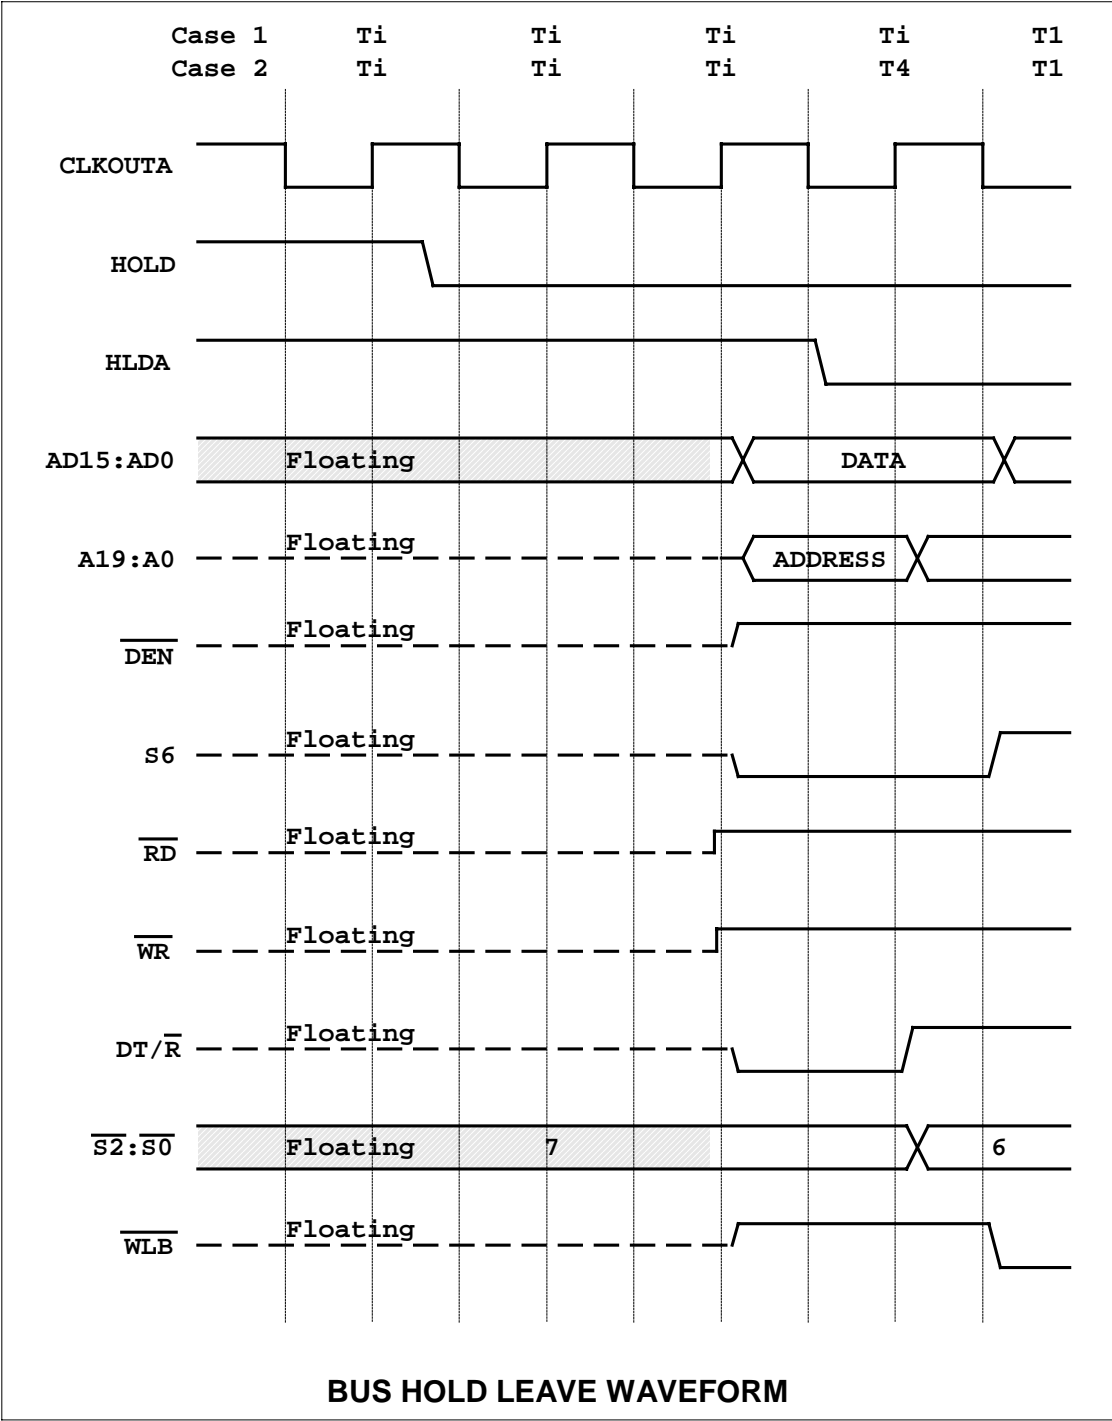 Case 1 Ti Ti Ti Ti T1
Case 2 Ti Ti Ti T4 T1
CLKOUTA
HOLD
HLDA
AD15:AD0 Floating DATA
A19:A0 Floating ADDRESS
DEN Floating
S6 Floating
RD Floating
WR Floating
DT/R Floating
S2:S0 Floating 7 6
WLB Floating
BUS HOLD LEAVE WAVEFORM